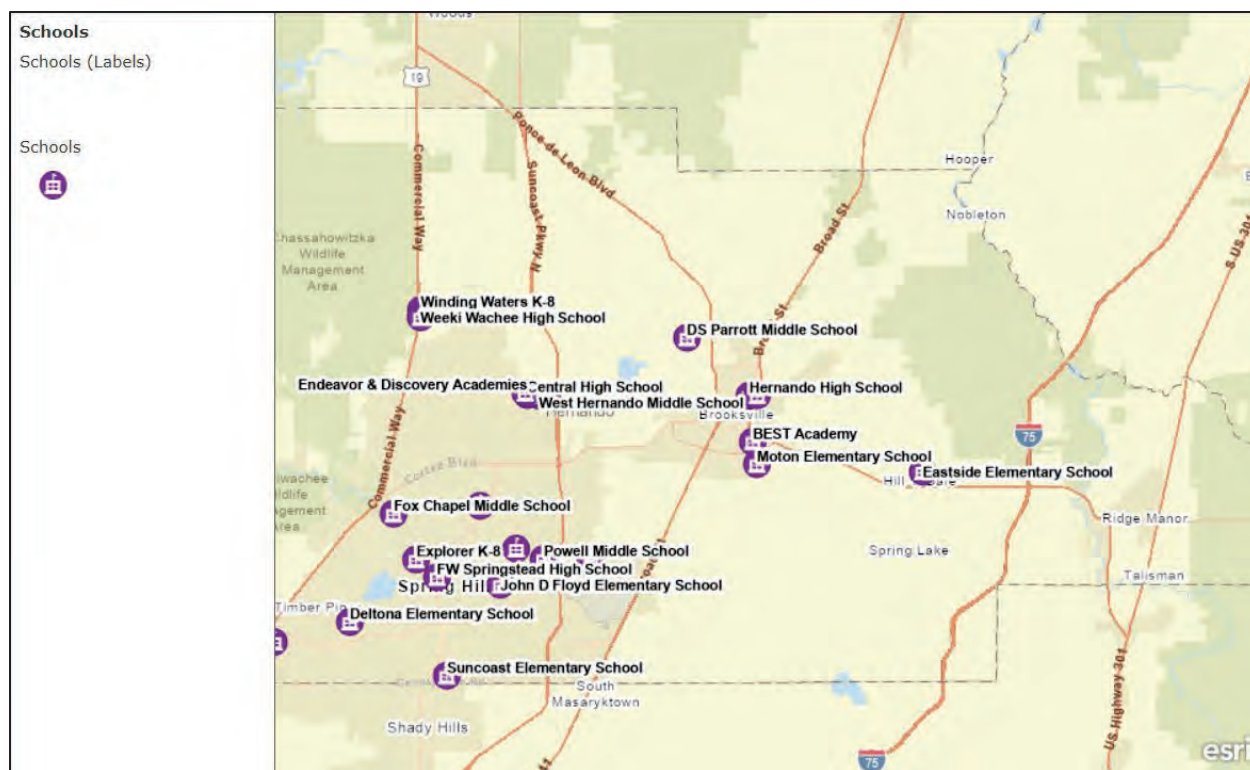 Schools
Schools (Labels)
Schools
Woods
19
Ponce de Leon Blvd
Commercial Way
Suncoast Pkwy N
Broad St
Hooper
Nobleton
S US 301
Chassahowitzka
Wildlife
Management
Area
Winding Waters K-8
Weeki Wachee High School
DS Parrott Middle School
Endeavor & Discovery Academies
Central High School
Hernando High School
West Hernando Middle School
Hernando
Brooksville
BEST Academy
75
Commercial Way
Moton Elementary School
Eastside Elementary School
Area
Fox Chapel Middle School
Ridge Manor
Explorer K-8
Powell Middle School
Spring Lake
FW Springstead High School
Spring Hill
John D Floyd Elementary School
Talisman
Deltona Elementary School
Suncoast Elementary School
South
Masaryktown
Shady Hills
US Highway 301
75
esri